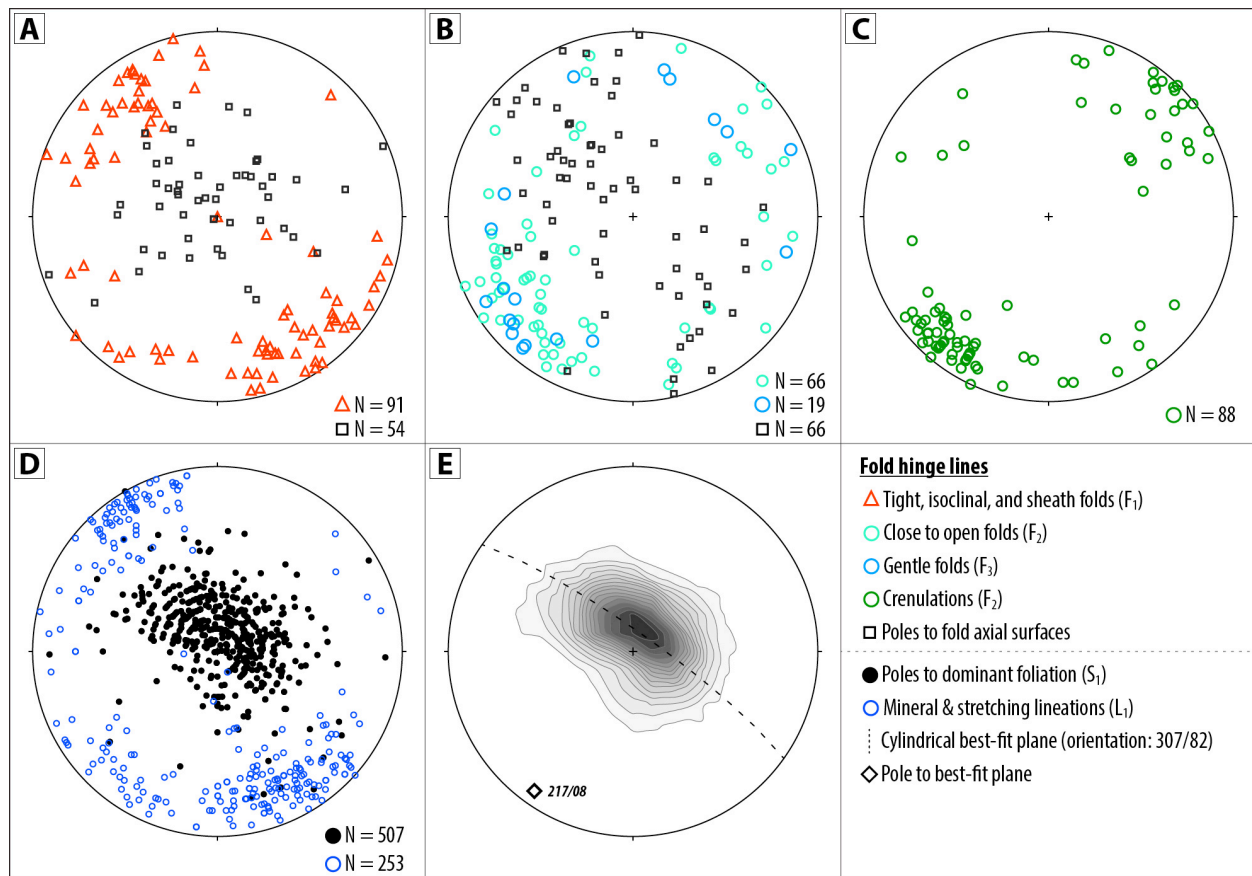 A
N = 91
N = 54
B
N = 66
N = 19
N = 66
C
N = 88
D
N = 507
N = 253
E
217/08
Fold hinge lines
Tight, isoclinal, and sheath folds (F₁)
Close to open folds (F₂)
Gentle folds (F₃)
Crenulations (F₂)
Poles to fold axial surfaces
Poles to dominant foliation (S₁)
Mineral & stretching lineations (L₁)
Cylindrical best-fit plane (orientation: 307/82)
Pole to best-fit plane